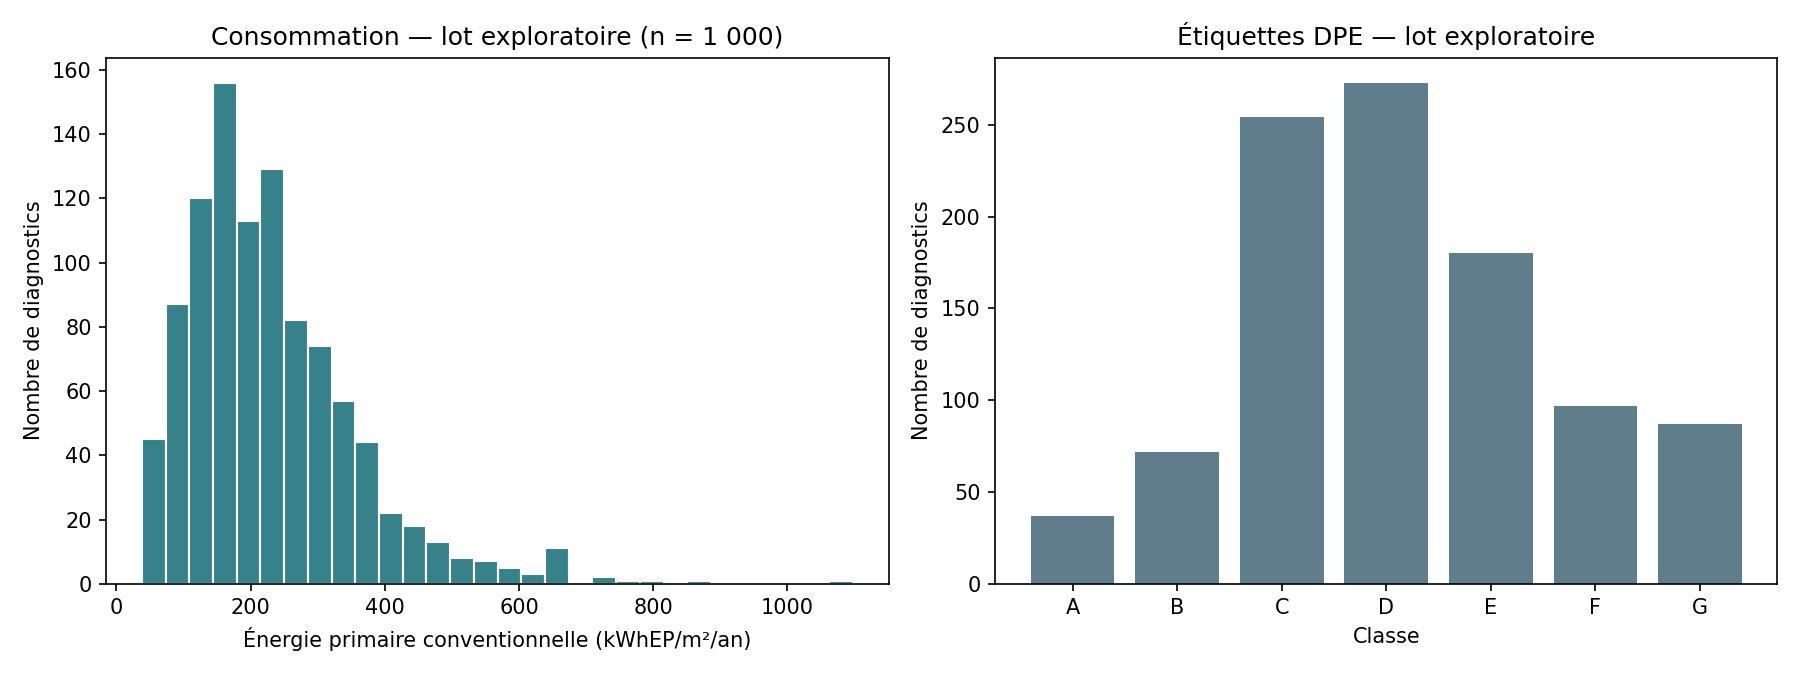 Consommation — lot exploratoire (n = 1 000)
Nombre de diagnostics
160
140
120
100
80
60
40
20
0
0 200 400 600 800 1000
Énergie primaire conventionnelle (kWhEP/m²/an)
Étiquettes DPE — lot exploratoire
Nombre de diagnostics
250
200
150
100
50
0
A B C D E F G
Classe